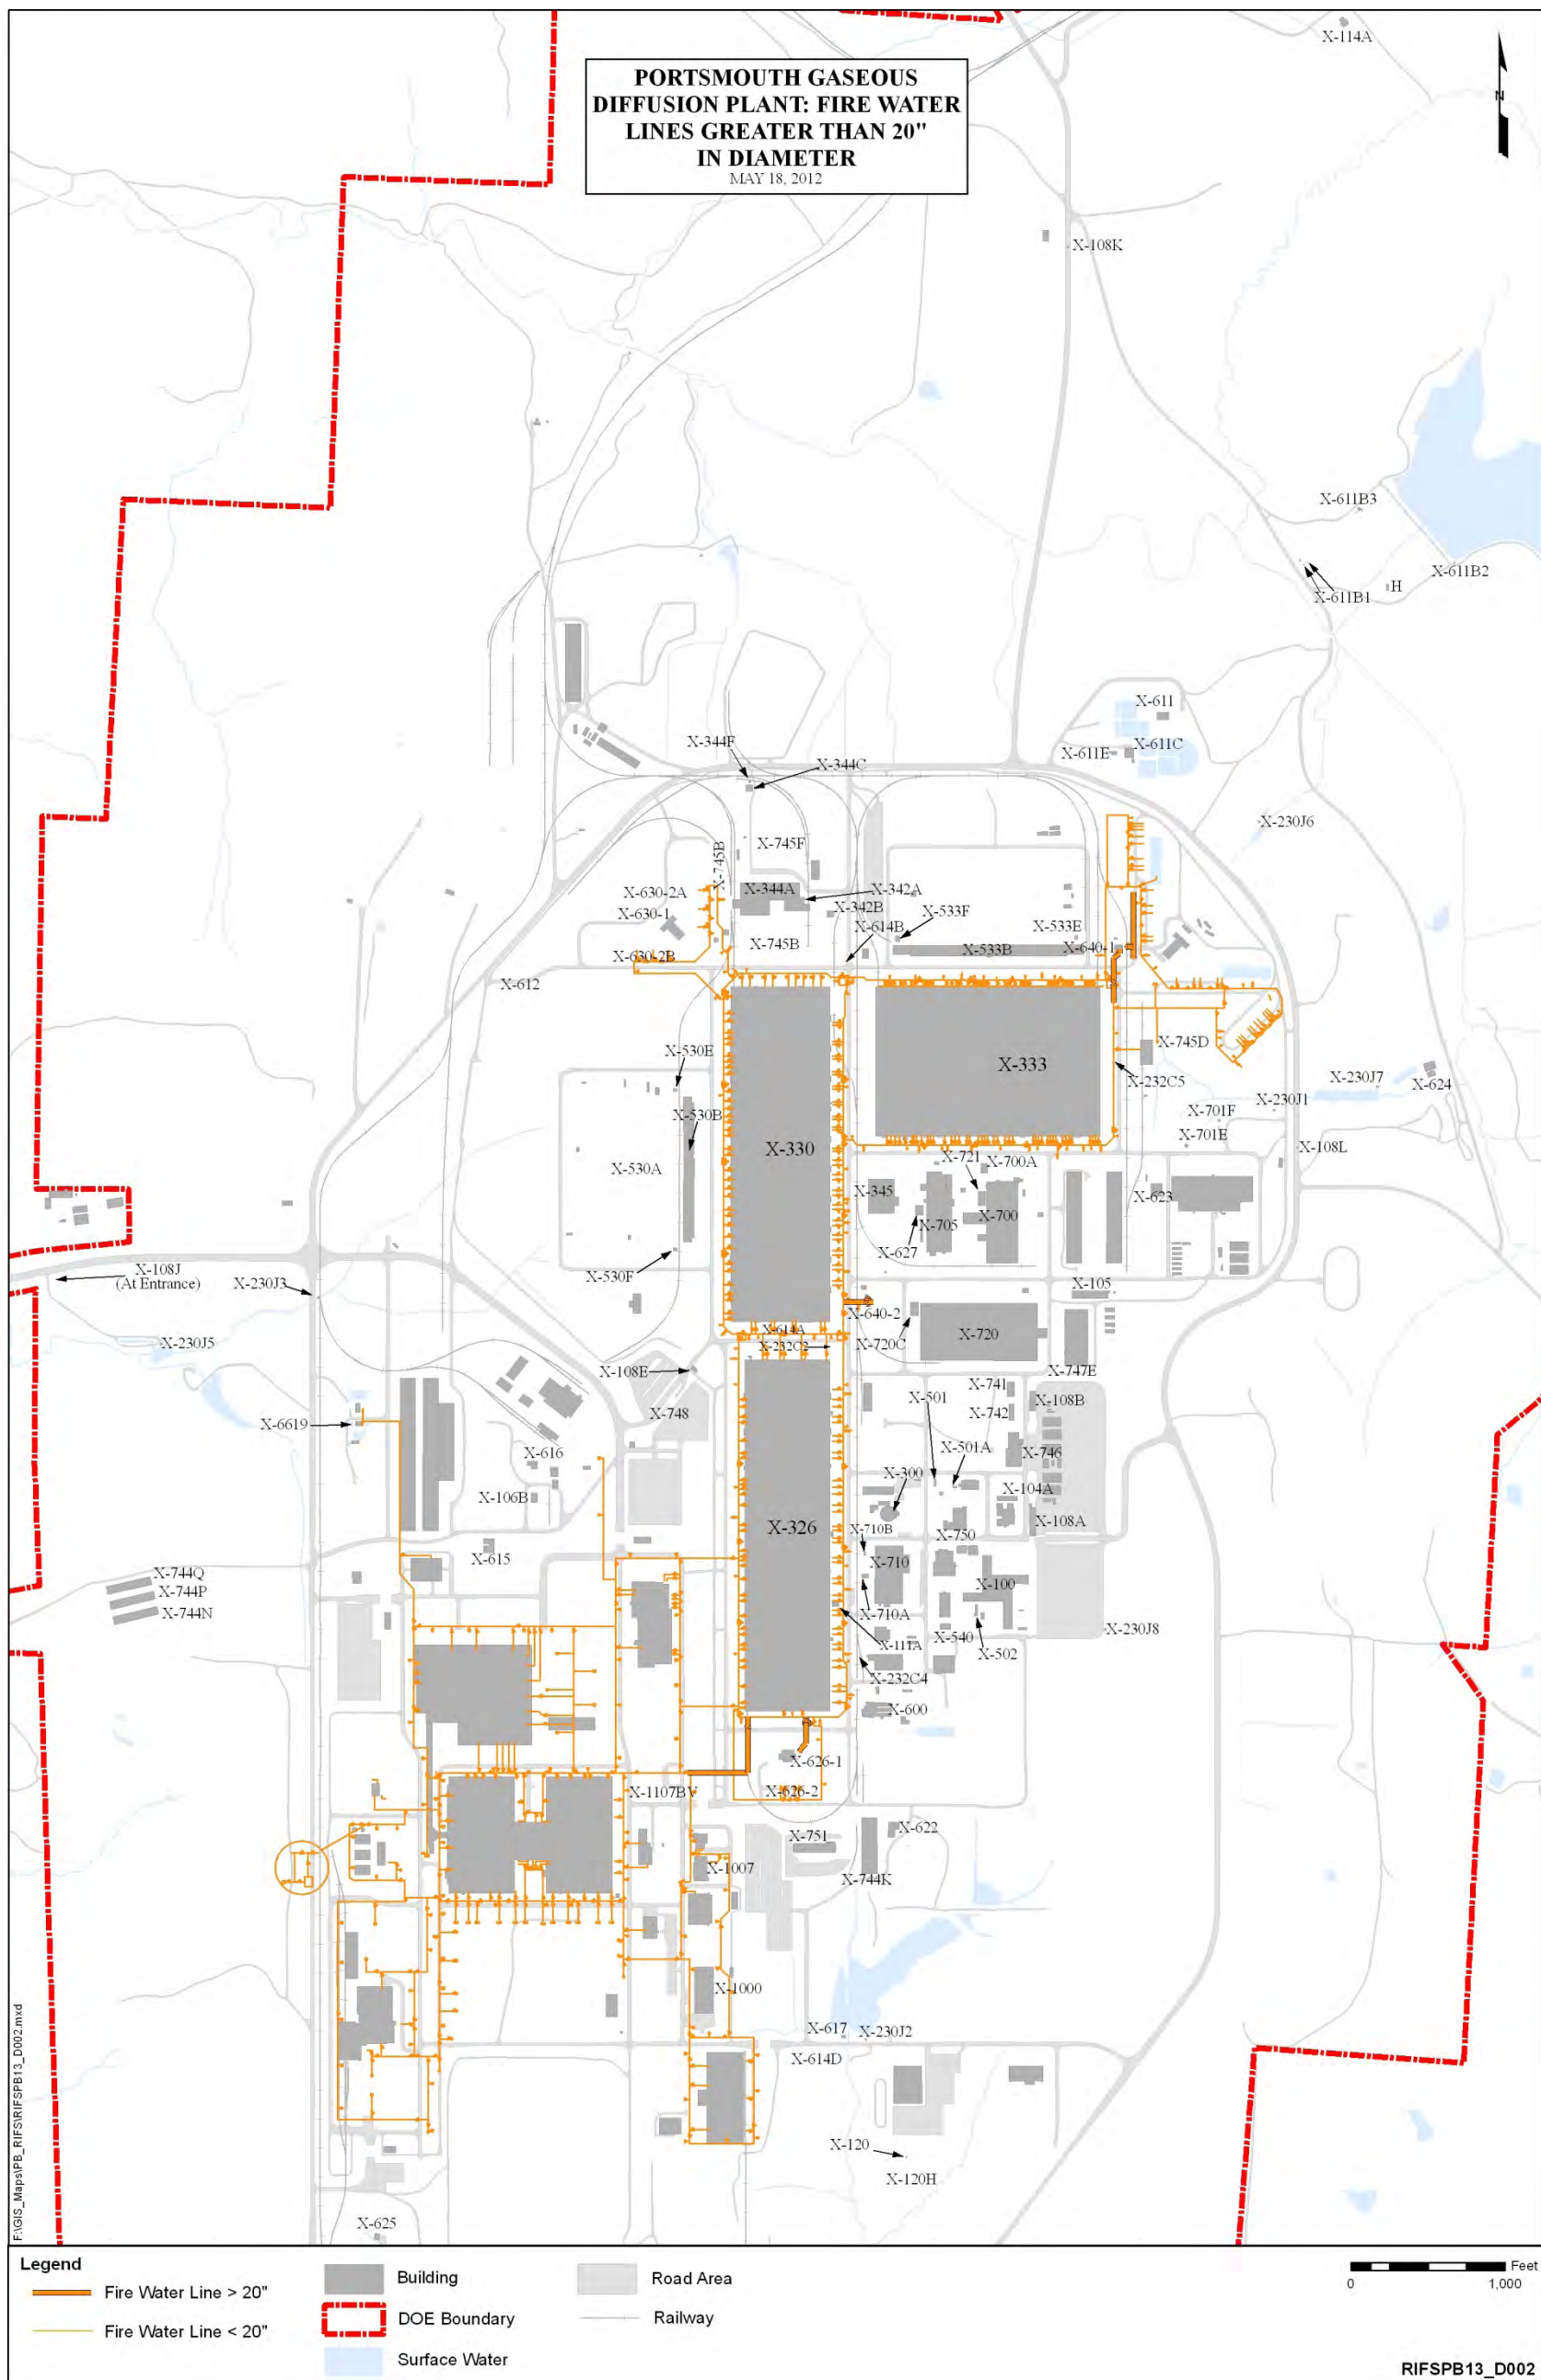 PORTSMOUTH GASEOUS
DIFFUSION PLANT: FIRE WATER
LINES GREATER THAN 20"
IN DIAMETER
MAY 18, 2012
X-114A
N
X-108K
X-611B3
X-611B2
H
X-611B1
X-611
X-344F
X-611E
X-611C
X-344C
X-230J6
X-745F
X-745B
X-630-2A
X-344A
X-342A
X-342B
X-630-1
X-533F
X-614B
X-533E
X-745B
X-533B
X-640-1
X-630-2B
X-612
X-745D
X-530E
X-333
X-232C5
X-230J7
X-624
X-530B
X-701F
X-230J1
X-701E
X-330
X-108L
X-530A
X-721
X-700A
X-345
X-623
X-705
X-700
X-627
X-108J
(At Entrance)
X-530F
X-230J3
X-105
X-640-2
X-614A
X-720
X-230J5
X-232C2
X-720C
X-108E
X-747E
X-741
X-501
X-108B
X-748
X-742
X-6619
X-501A
X-746
X-616
X-300
X-104A
X-106B
X-326
X-710B
X-108A
X-750
X-615
X-710
X-744Q
X-744P
X-744N
X-100
X-710A
X-230J8
X-111A
X-540
X-502
X-232C4
X-600
X-626-1
X-1107BV
X-626-2
X-622
X-751
X-1007
X-744K
X-1000
X-617
X-230J2
X-614D
X-120
X-120H
X-625
F:\GIS_Maps\PB_RIFS\RIFSPB13_D002.mxd
Legend
Fire Water Line > 20"
Fire Water Line < 20"
Building
DOE Boundary
Surface Water
Road Area
Railway
Feet
0 1,000
RIFSPB13_D002